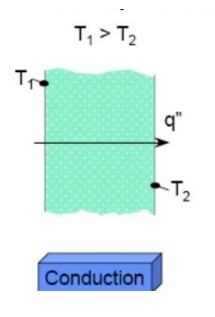 T₁ > T₂
T₁
q"
T₂
Conduction